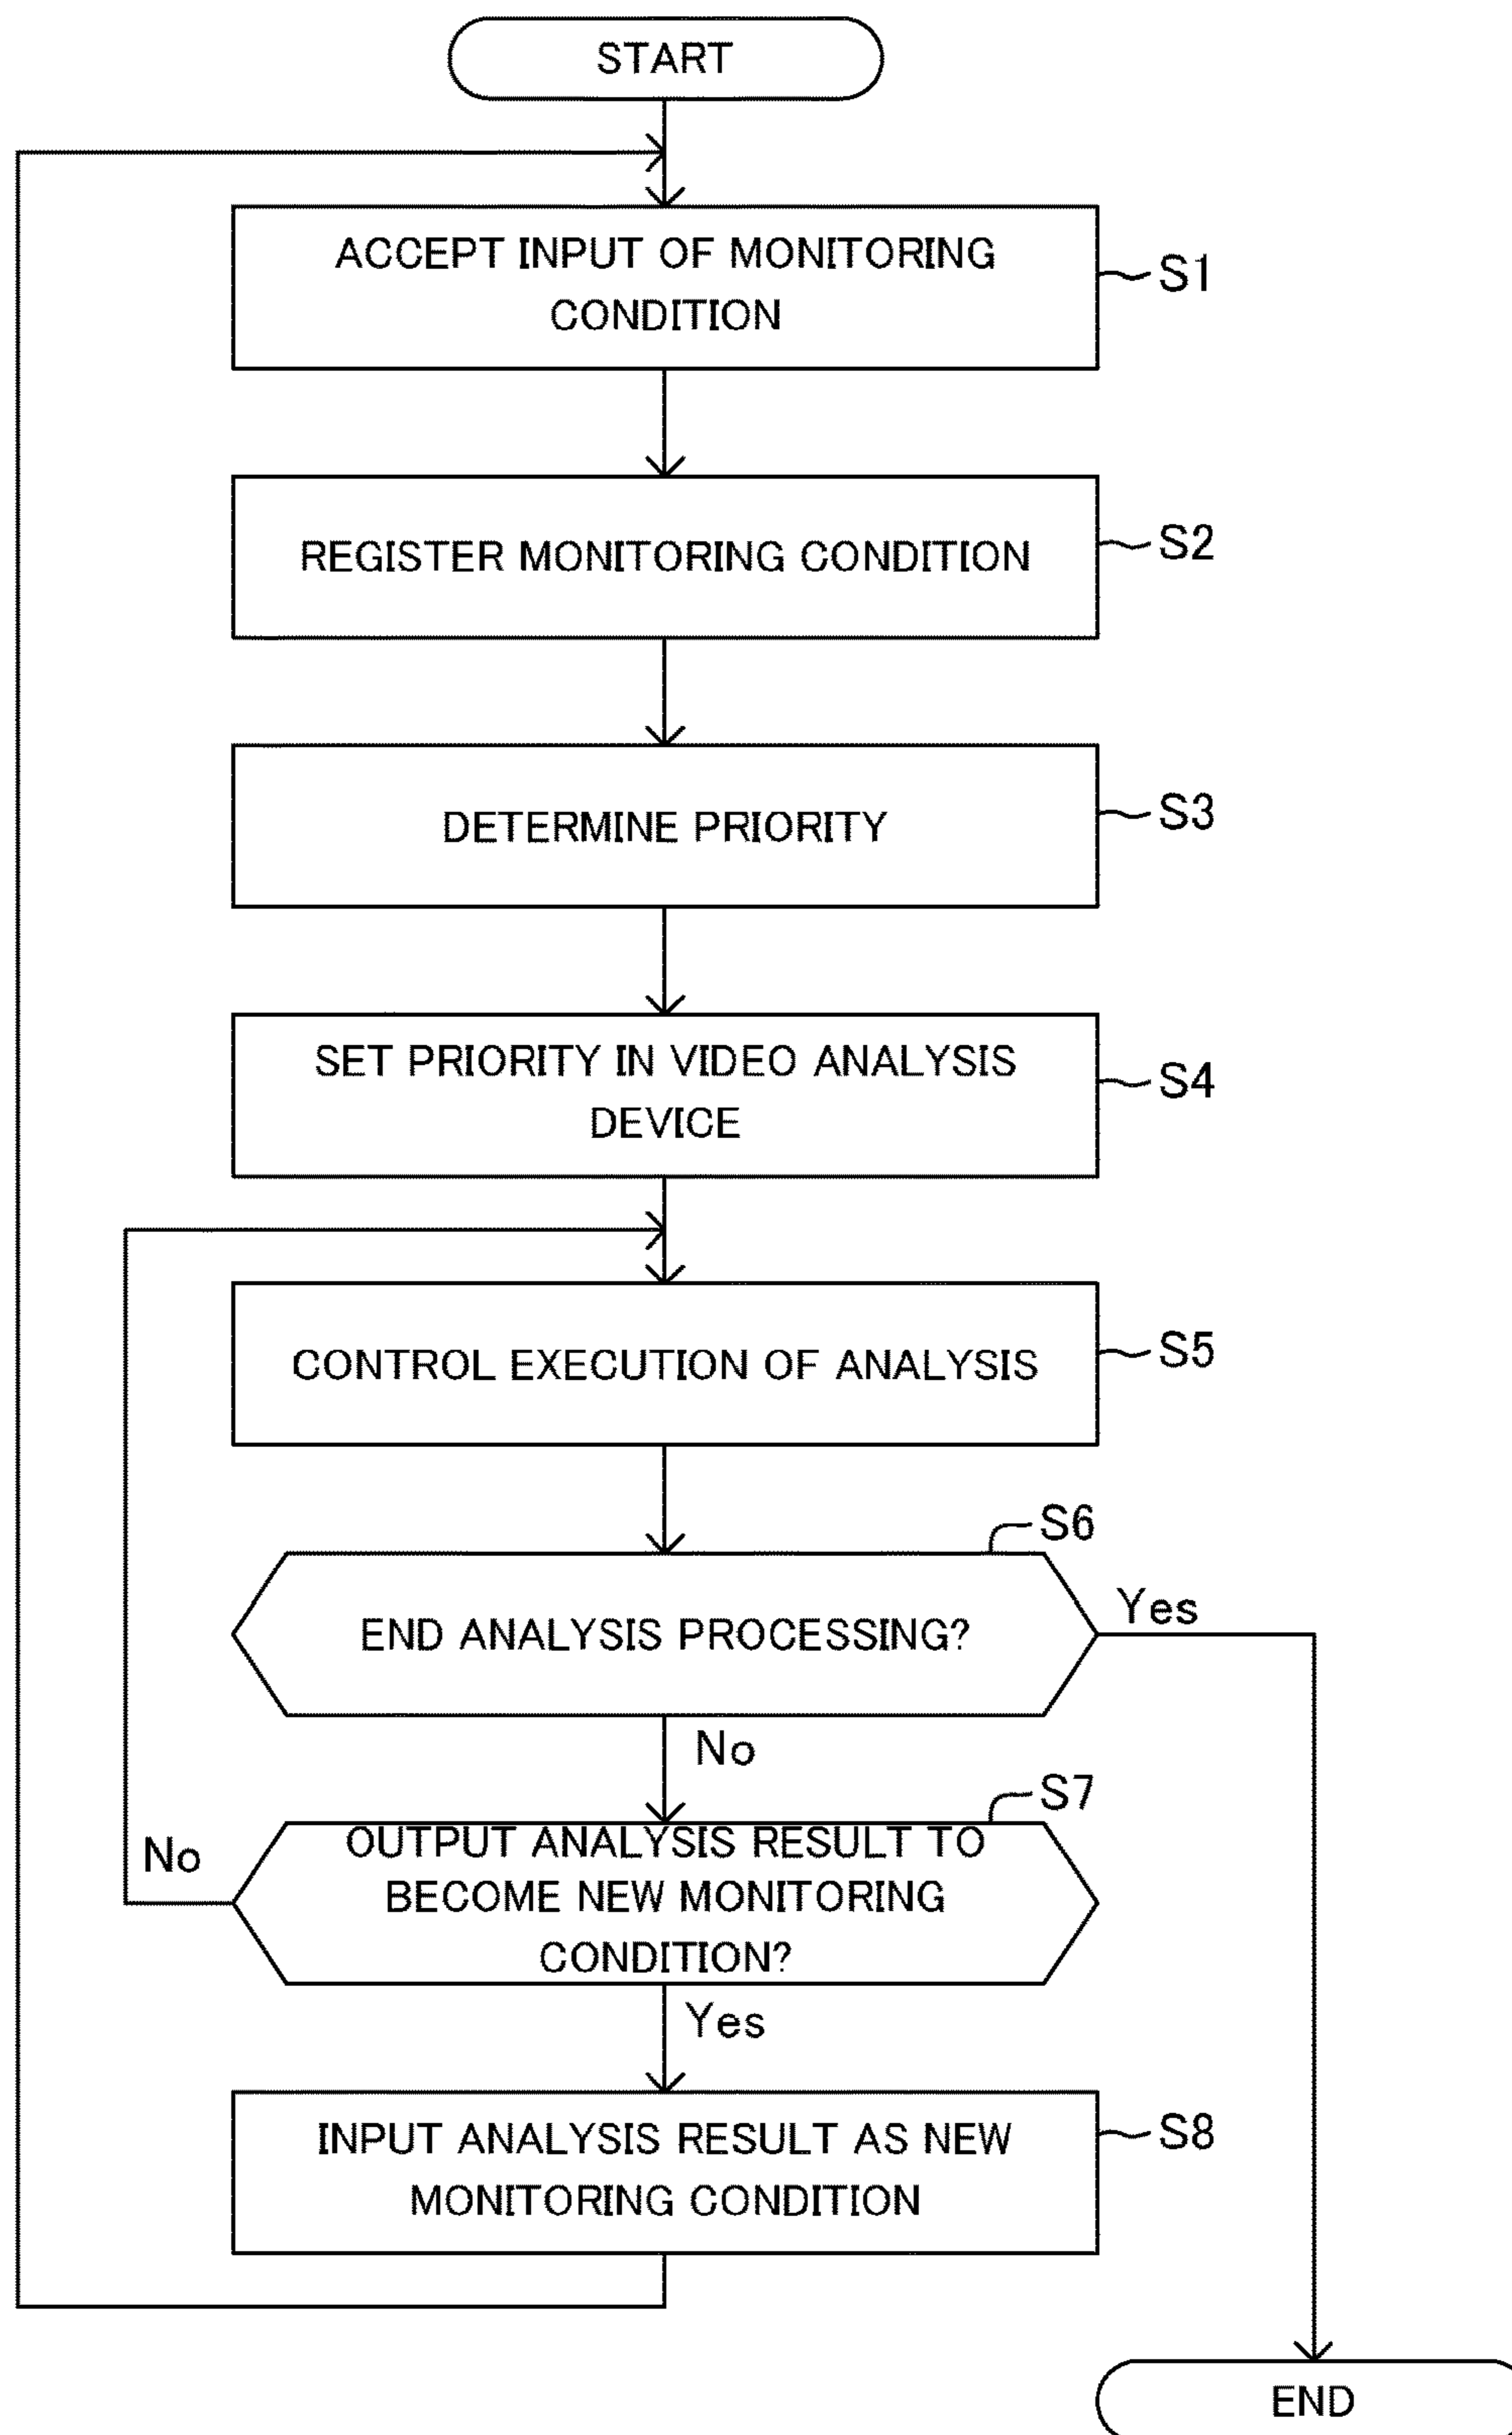 START
ACCEPT INPUT OF MONITORING
CONDITION
S1
REGISTER MONITORING CONDITION
S2
DETERMINE PRIORITY
S3
SET PRIORITY IN VIDEO ANALYSIS
DEVICE
S4
CONTROL EXECUTION OF ANALYSIS
S5
S6
END ANALYSIS PROCESSING?
Yes
No
S7
OUTPUT ANALYSIS RESULT TO
BECOME NEW MONITORING
CONDITION?
No
Yes
INPUT ANALYSIS RESULT AS NEW
MONITORING CONDITION
S8
END